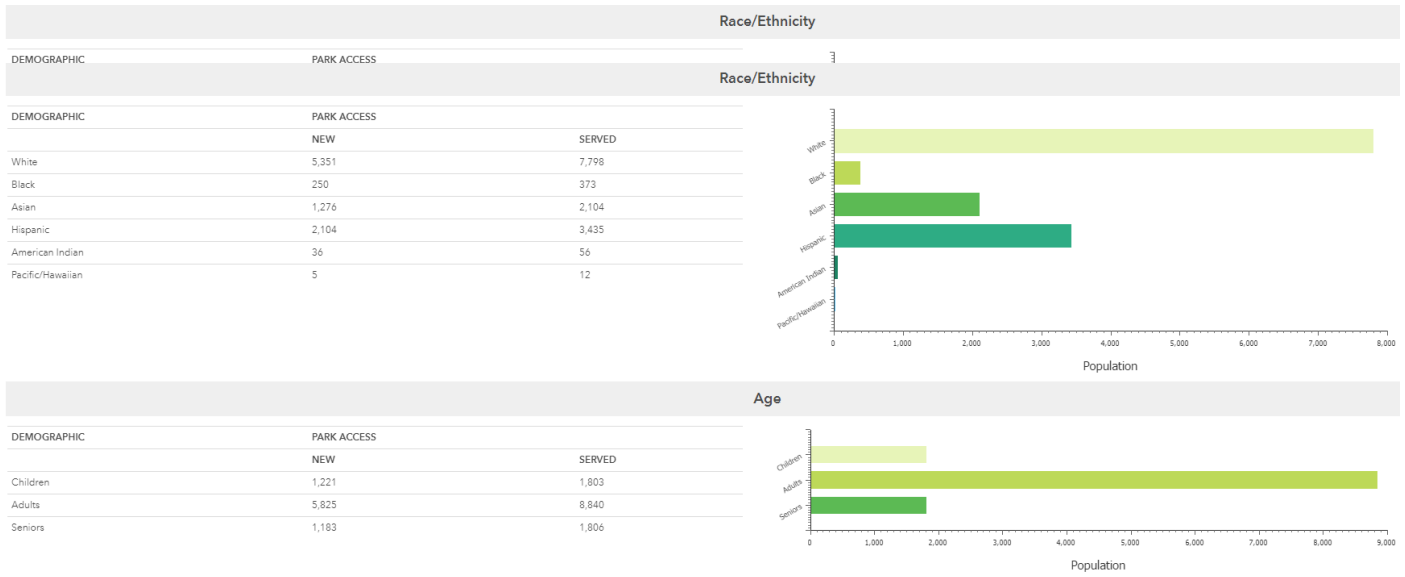 Race/Ethnicity
DEMOGRAPHIC PARK ACCESS
Race/Ethnicity
DEMOGRAPHIC PARK ACCESS
NEW SERVED
White 5,351 7,798
Black 250 373
Asian 1,276 2,104
Hispanic 2,104 3,435
American Indian 36 56
Pacific/Hawaiian 5 12
White
Black
Asian
Hispanic
American Indian
Pacific/Hawaiian
0 1,000 2,000 3,000 4,000 5,000 6,000 7,000 8,000
Population
Age
DEMOGRAPHIC PARK ACCESS
NEW SERVED
Children 1,221 1,803
Adults 5,825 8,840
Seniors 1,183 1,806
Children
Adults
Seniors
0 1,000 2,000 3,000 4,000 5,000 6,000 7,000 8,000 9,000
Population